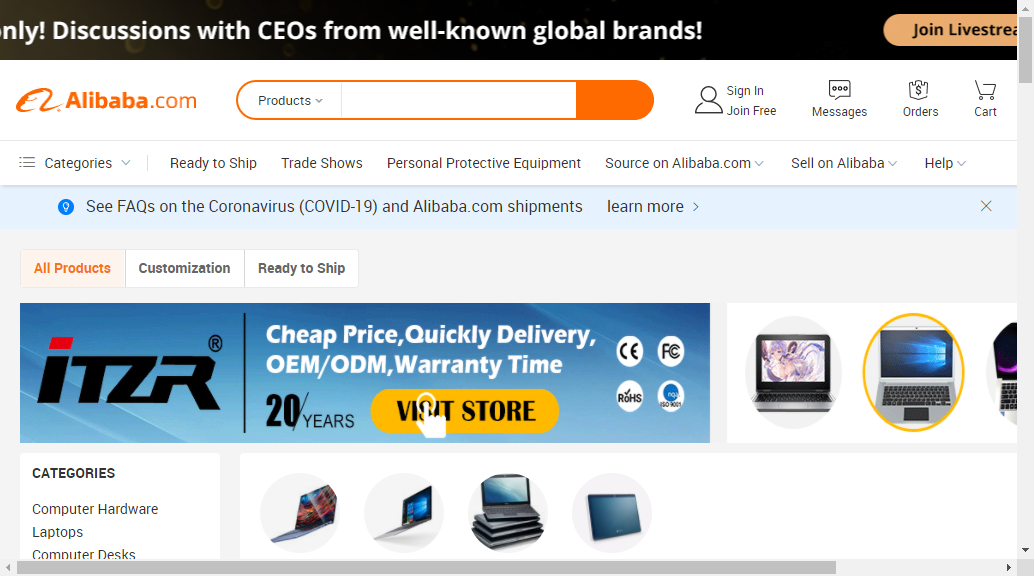 only! Discussions with CEOs from well-known global brands!
Join Livestrea
Alibaba.com
Products
Sign In
Join Free
Messages
Orders
Cart
Categories
Ready to Ship
Trade Shows
Personal Protective Equipment
Source on Alibaba.com
Sell on Alibaba
Help
See FAQs on the Coronavirus (COVID-19) and Alibaba.com shipments
learn more
All Products
Customization
Ready to Ship
iTZR®
Cheap Price,Quickly Delivery,
OEM/ODM,Warranty Time
20/YEARS
VISIT STORE
CE
FC
RoHS
nqa
ISO 9001
CATEGORIES
Computer Hardware
Laptops
Computer Desks